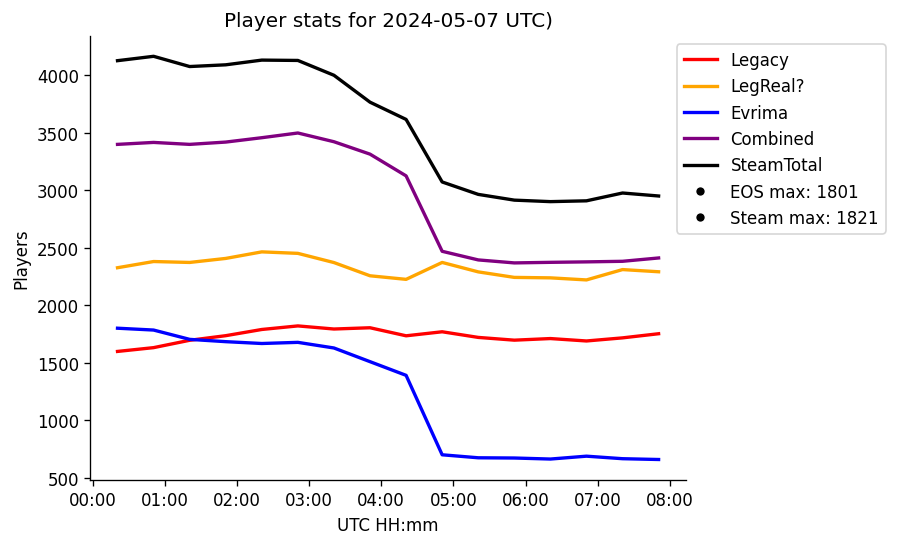 Player stats for 2024-05-07 UTC)
Legacy
LegReal?
Evrima
Combined
SteamTotal
EOS max: 1801
Steam max: 1821
Players
4000
3500
3000
2500
2000
1500
1000
500
00:00 01:00 02:00 03:00 04:00 05:00 06:00 07:00 08:00
UTC HH:mm